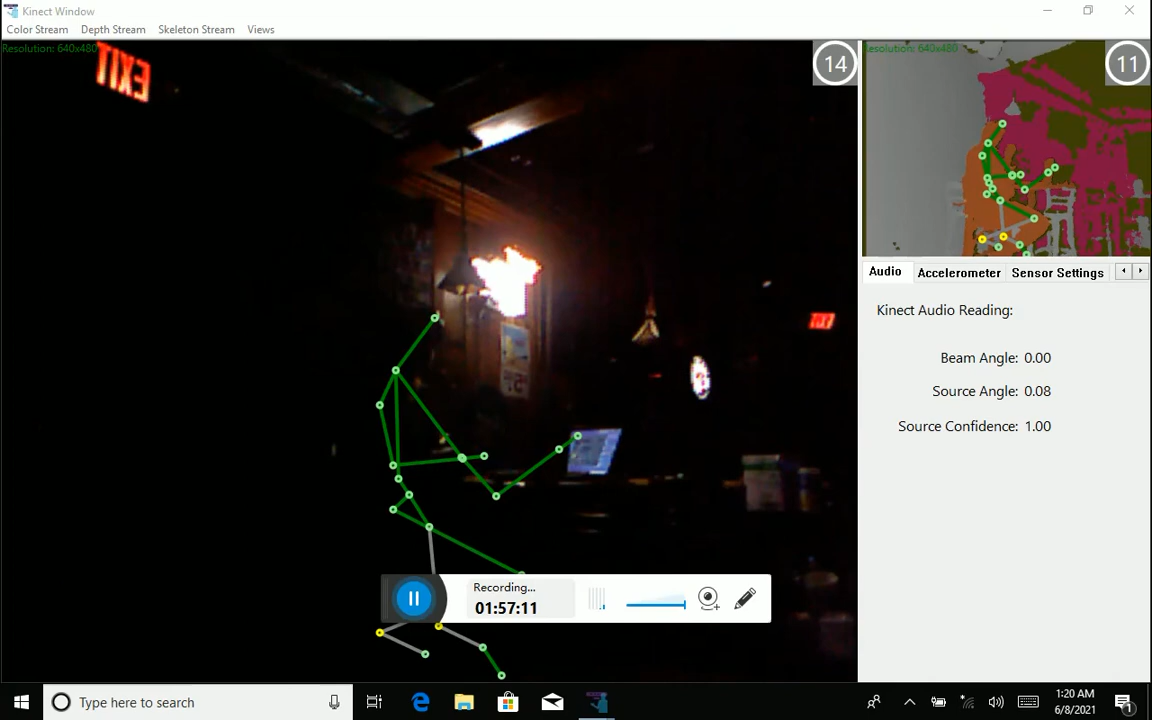 Kinect Window
Color Stream Depth Stream Skeleton Stream Views
Resolution: 640x480
EXIT
14
esolution: 640x480
11
Audio Accelerometer Sensor Settings
Kinect Audio Reading:
Beam Angle: 0.00
Source Angle: 0.08
Source Confidence: 1.00
Recording...
01:57:11
Type here to search
1:20 AM
6/8/2021
1